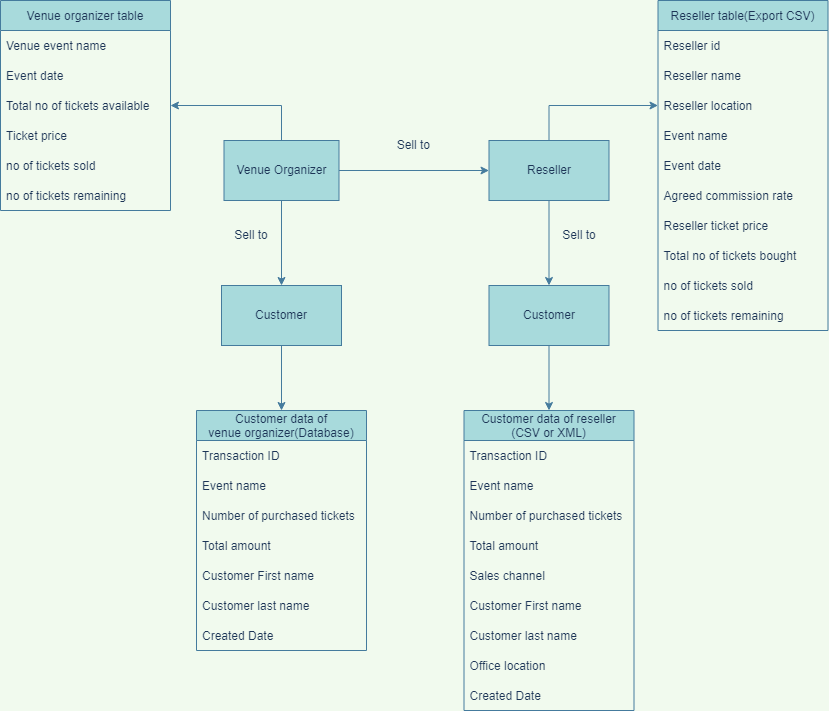 Venue organizer table
Venue event name
Event date
Total no of tickets available
Ticket price
no of tickets sold
no of tickets remaining
Reseller table(Export CSV)
Reseller id
Reseller name
Reseller location
Event name
Event date
Agreed commission rate
Reseller ticket price
Total no of tickets bought
no of tickets sold
no of tickets remaining
Venue Organizer
Sell to
Reseller
Sell to
Sell to
Customer
Customer
Customer data of
venue organizer(Database)
Transaction ID
Event name
Number of purchased tickets
Total amount
Customer First name
Customer last name
Created Date
Customer data of reseller
(CSV or XML)
Transaction ID
Event name
Number of purchased tickets
Total amount
Sales channel
Customer First name
Customer last name
Office location
Created Date